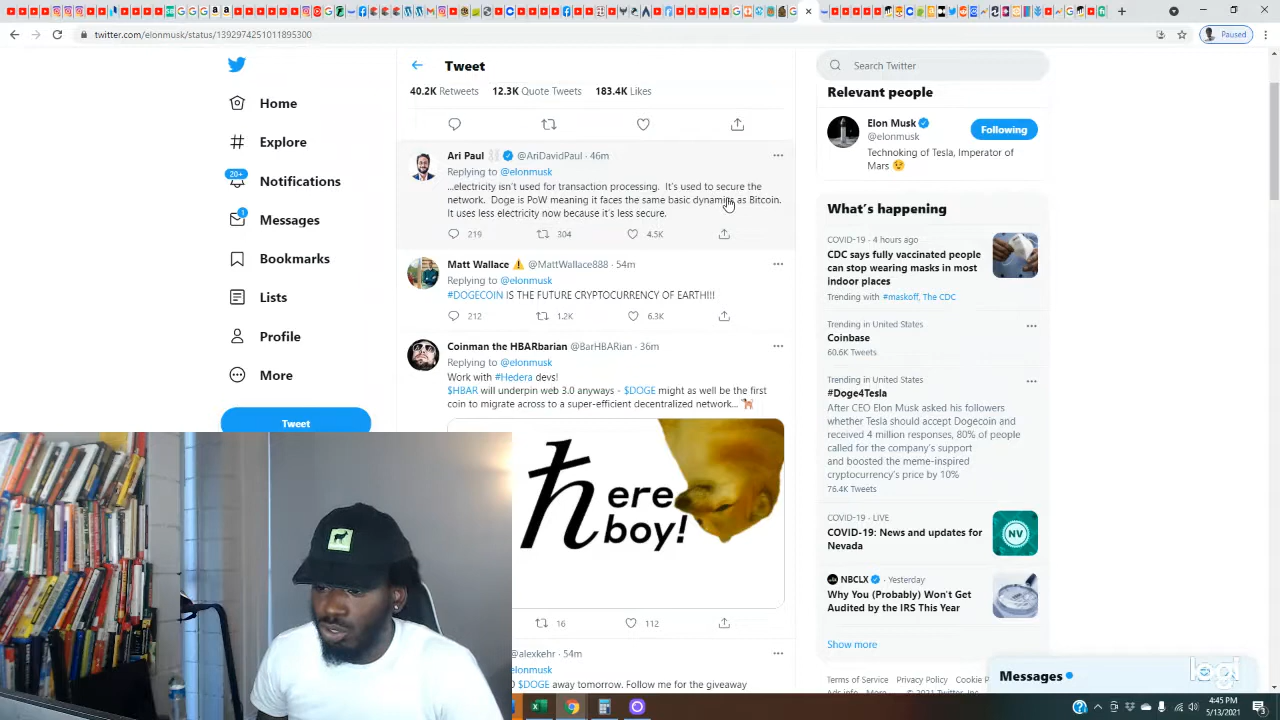 twitter.com/elonmusk/status/1392974251011895300
Paused
Home
Explore
20+
Notifications
1
Messages
Bookmarks
Lists
Profile
More
Tweet
Tweet
40.2K Retweets 12.3K Quote Tweets 183.4K Likes
Ari Paul @AriDavidPaul · 46m
Replying to @elonmusk
...electricity isn't used for transaction processing. It's used to secure the
network. Doge is PoW meaning it faces the same basic dynamics as Bitcoin.
It uses less electricity now because it's less secure.
219 304 4.5K
Matt Wallace @MattWallace888 · 54m
Replying to @elonmusk
#DOGECOIN IS THE FUTURE CRYPTOCURRENCY OF EARTH!!!
212 1.2K 6.3K
Coinman the HBARbarian @BarHBARian · 36m
Replying to @elonmusk
Work with #Hedera devs!
$HBAR will underpin web 3.0 anyways - $DOGE might as well be the first
coin to migrate across to a super-efficient decentralized network...
ħere
boy!
16 112
@alexkehr · 54m
elonmusk
$DOGE away tomorrow. Follow me for the giveaway
Search Twitter
Relevant people
Elon Musk
@elonmusk
Following
Technoking of Tesla, Imperator of
Mars
What's happening
COVID-19 · 4 hours ago
CDC says fully vaccinated people
can stop wearing masks in most
indoor places
Trending with #maskoff, The CDC
Trending in United States
Coinbase
60.6K Tweets
Trending in United States
#Doge4Tesla
After CEO Elon Musk asked his followers
whether Tesla should accept Dogecoin and
received 4 million responses, 80% of people
called for the company's support
and boosted the meme-inspired
cryptocurrency's price by 10%
76.4K Tweets
COVID-19 · LIVE
COVID-19: News and updates for
Nevada
NV
NBCLX · Yesterday
Why You (Probably) Won't Get
Audited by the IRS This Year
Show more
Terms of Service Privacy Policy Cookie P
Messages
4:45 PM
5/13/2021